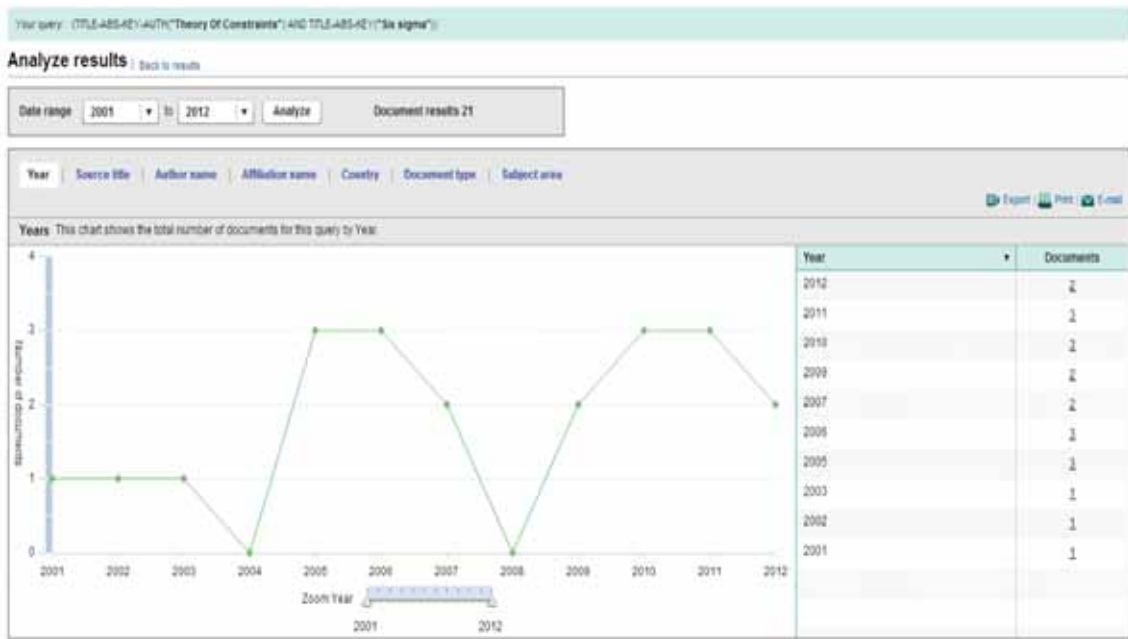 Your query : (TITLE-ABS-KEY-AUTH("Theory Of Constraints") AND TITLE-ABS-KEY("Six sigma"))
Analyze results | Back to results
Date range 2001 to 2012 Analyze Document results 21
Year | Source title | Author name | Affiliation name | Country | Document type | Subject area
Export | Print | E-mail
Years This chart shows the total number of documents for this query by Year.
Number of documents
4
3
2
1
0
2001 2002 2003 2004 2005 2006 2007 2008 2009 2010 2011 2012
Zoom Year
2001 2012
Year Documents
2012 2
2011 3
2010 3
2009 2
2007 2
2006 3
2005 3
2003 1
2002 1
2001 1